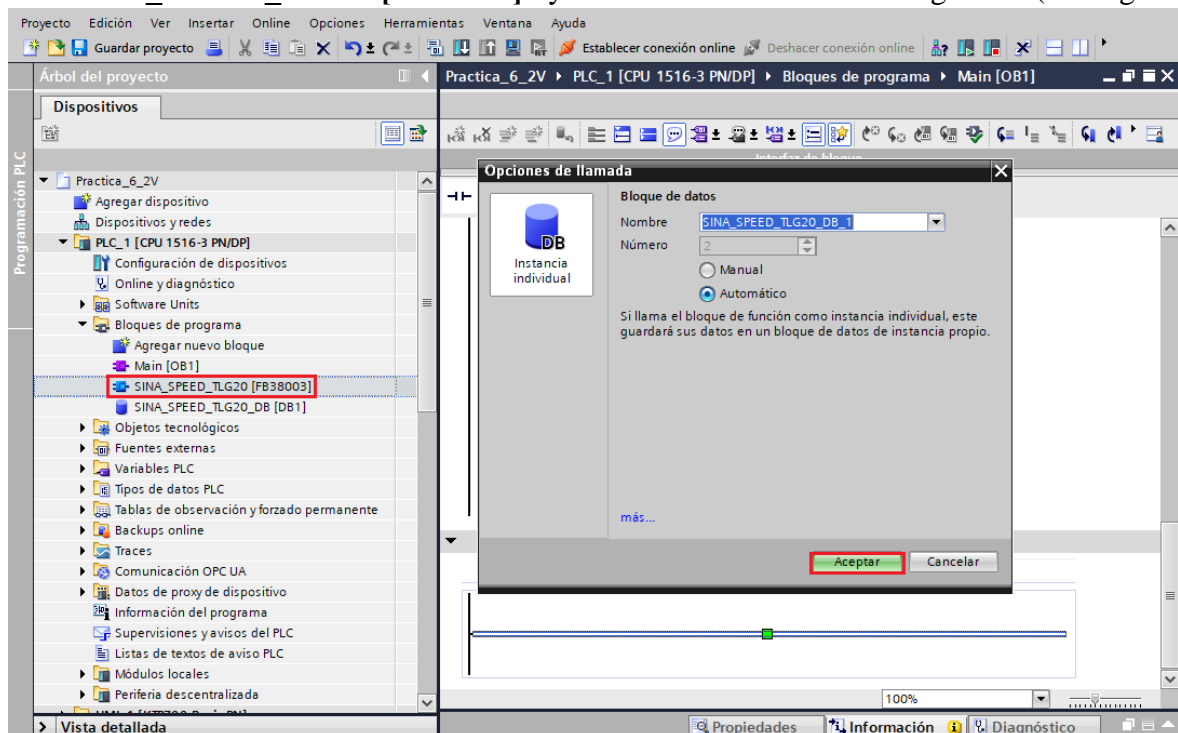 Proyecto Edición Ver Insertar Online Opciones Herramientas Ventana Ayuda
Guardar proyecto Establecer conexión online Deshacer conexión online
Árbol del proyecto
Practica_6_2V PLC_1 [CPU 1516-3 PN/DP] Bloques de programa Main [OB1]
Dispositivos
Programación PLC
Practica_6_2V
Agregar dispositivo
Dispositivos y redes
PLC_1 [CPU 1516-3 PN/DP]
Configuración de dispositivos
Online y diagnóstico
Software Units
Bloques de programa
Agregar nuevo bloque
Main [OB1]
SINA_SPEED_TLG20 [FB38003]
SINA_SPEED_TLG20_DB [DB1]
Objetos tecnológicos
Fuentes externas
Variables PLC
Tipos de datos PLC
Tablas de observación y forzado permanente
Backups online
Traces
Comunicación OPC UA
Datos de proxy de dispositivo
Información del programa
Supervisiones y avisos del PLC
Listas de textos de aviso PLC
Módulos locales
Periferia descentralizada
Vista detallada
Interfaz de bloque
Opciones de llamada
DB
Instancia
individual
Bloque de datos
Nombre SINA_SPEED_TLG20_DB_1
Número 2
Manual
Automático
Si llama el bloque de función como instancia individual, este
guardará sus datos en un bloque de datos de instancia propio.
más...
Aceptar Cancelar
100%
Propiedades Información Diagnóstico